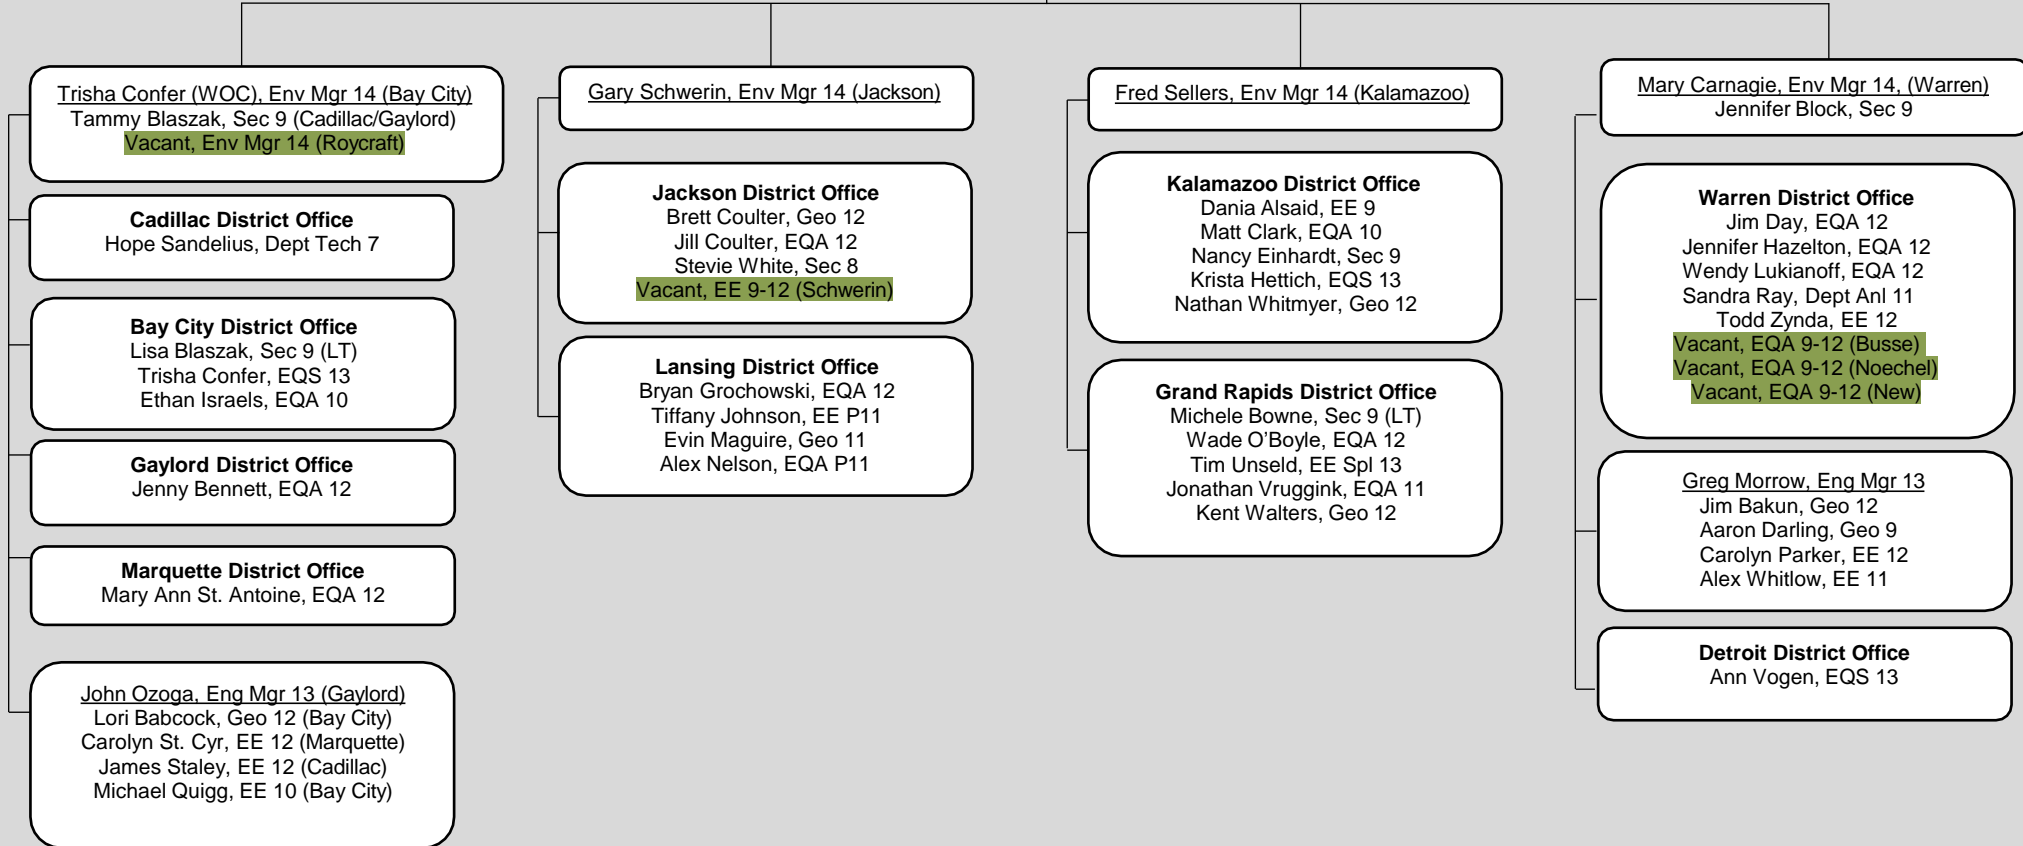 Trisha Confer (WOC), Env Mgr 14 (Bay City)
Tammy Blaszak, Sec 9 (Cadillac/Gaylord)
Vacant, Env Mgr 14 (Roycraft)
Cadillac District Office
Hope Sandelius, Dept Tech 7
Bay City District Office
Lisa Blaszak, Sec 9 (LT)
Trisha Confer, EQS 13
Ethan Israels, EQA 10
Gaylord District Office
Jenny Bennett, EQA 12
Marquette District Office
Mary Ann St. Antoine, EQA 12
John Ozoga, Eng Mgr 13 (Gaylord)
Lori Babcock, Geo 12 (Bay City)
Carolyn St. Cyr, EE 12 (Marquette)
James Staley, EE 12 (Cadillac)
Michael Quigg, EE 10 (Bay City)
Gary Schwerin, Env Mgr 14 (Jackson)
Jackson District Office
Brett Coulter, Geo 12
Jill Coulter, EQA 12
Stevie White, Sec 8
Vacant, EE 9-12 (Schwerin)
Lansing District Office
Bryan Grochowski, EQA 12
Tiffany Johnson, EE P11
Evin Maguire, Geo 11
Alex Nelson, EQA P11
Fred Sellers, Env Mgr 14 (Kalamazoo)
Kalamazoo District Office
Dania Alsaid, EE 9
Matt Clark, EQA 10
Nancy Einhardt, Sec 9
Krista Hettich, EQS 13
Nathan Whitmyer, Geo 12
Grand Rapids District Office
Michele Bowne, Sec 9 (LT)
Wade O’Boyle, EQA 12
Tim Unseld, EE Spl 13
Jonathan Vruggink, EQA 11
Kent Walters, Geo 12
Mary Carnagie, Env Mgr 14, (Warren)
Jennifer Block, Sec 9
Warren District Office
Jim Day, EQA 12
Jennifer Hazelton, EQA 12
Wendy Lukianoff, EQA 12
Sandra Ray, Dept Anl 11
Todd Zynda, EE 12
Vacant, EQA 9-12 (Busse)
Vacant, EQA 9-12 (Noechel)
Vacant, EQA 9-12 (New)
Greg Morrow, Eng Mgr 13
Jim Bakun, Geo 12
Aaron Darling, Geo 9
Carolyn Parker, EE 12
Alex Whitlow, EE 11
Detroit District Office
Ann Vogen, EQS 13